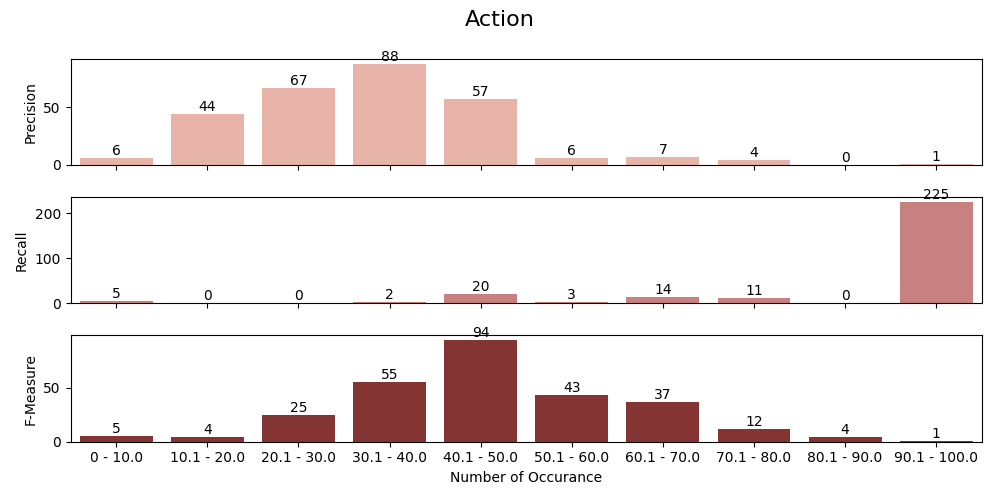 Action
Precision
50
0
6 44 67 88 57 6 7 4 0 1
Recall
200
100
0
5 0 0 2 20 3 14 11 0 225
F-Measure
50
0
5 4 25 55 94 43 37 12 4 1
0 - 10.0 10.1 - 20.0 20.1 - 30.0 30.1 - 40.0 40.1 - 50.0 50.1 - 60.0 60.1 - 70.0 70.1 - 80.0 80.1 - 90.0 90.1 - 100.0
Number of Occurance